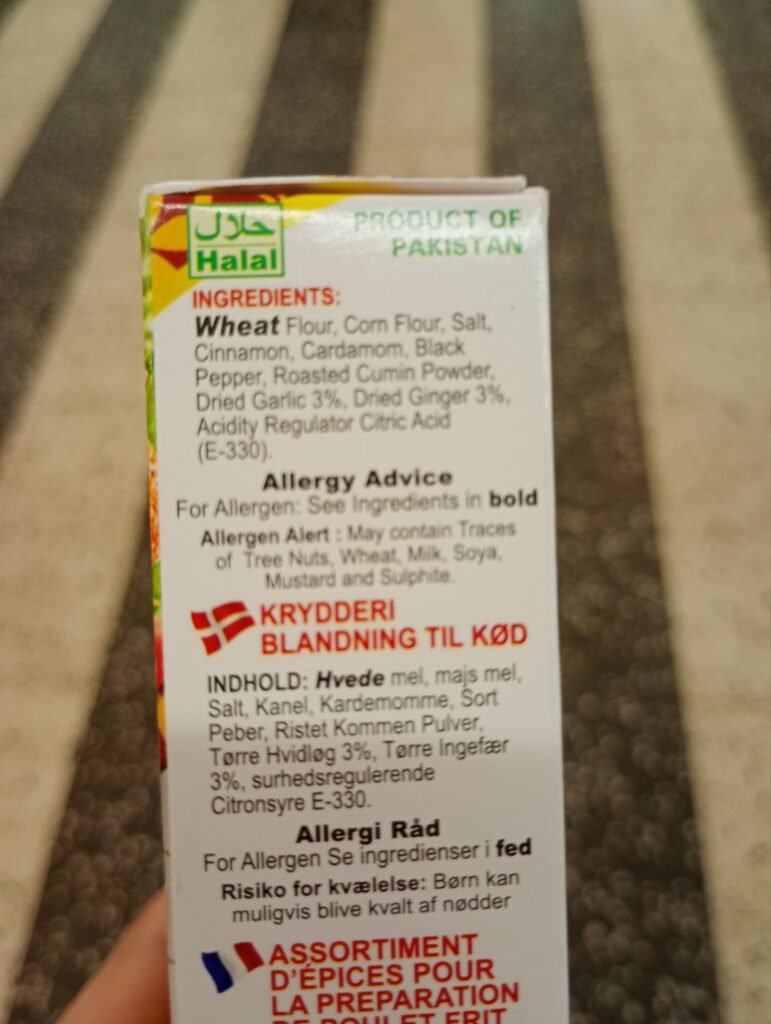 حلال
Halal
PRODUCT OF
PAKISTAN
INGREDIENTS:
Wheat Flour, Corn Flour, Salt,
Cinnamon, Cardamom, Black
Pepper, Roasted Cumin Powder,
Dried Garlic 3%, Dried Ginger 3%,
Acidity Regulator Citric Acid
(E-330).
Allergy Advice
For Allergen: See Ingredients in bold
Allergen Alert : May contain Traces
of Tree Nuts, Wheat, Milk, Soya,
Mustard and Sulphite.
KRYDDERI
BLANDNING TIL KØD
INDHOLD: Hvede mel, majs mel,
Salt, Kanel, Kardemomme, Sort
Peber, Ristet Kommen Pulver,
Tørre Hvidløg 3%, Tørre Ingefær
3%, surhedsregulerende
Citronsyre E-330.
Allergi Råd
For Allergen Se ingredienser i fed
Risiko for kvælelse: Børn kan
muligvis blive kvalt af nødder
ASSORTIMENT
D'ÉPICES POUR
LA PREPARATION
DE POULET FRIT